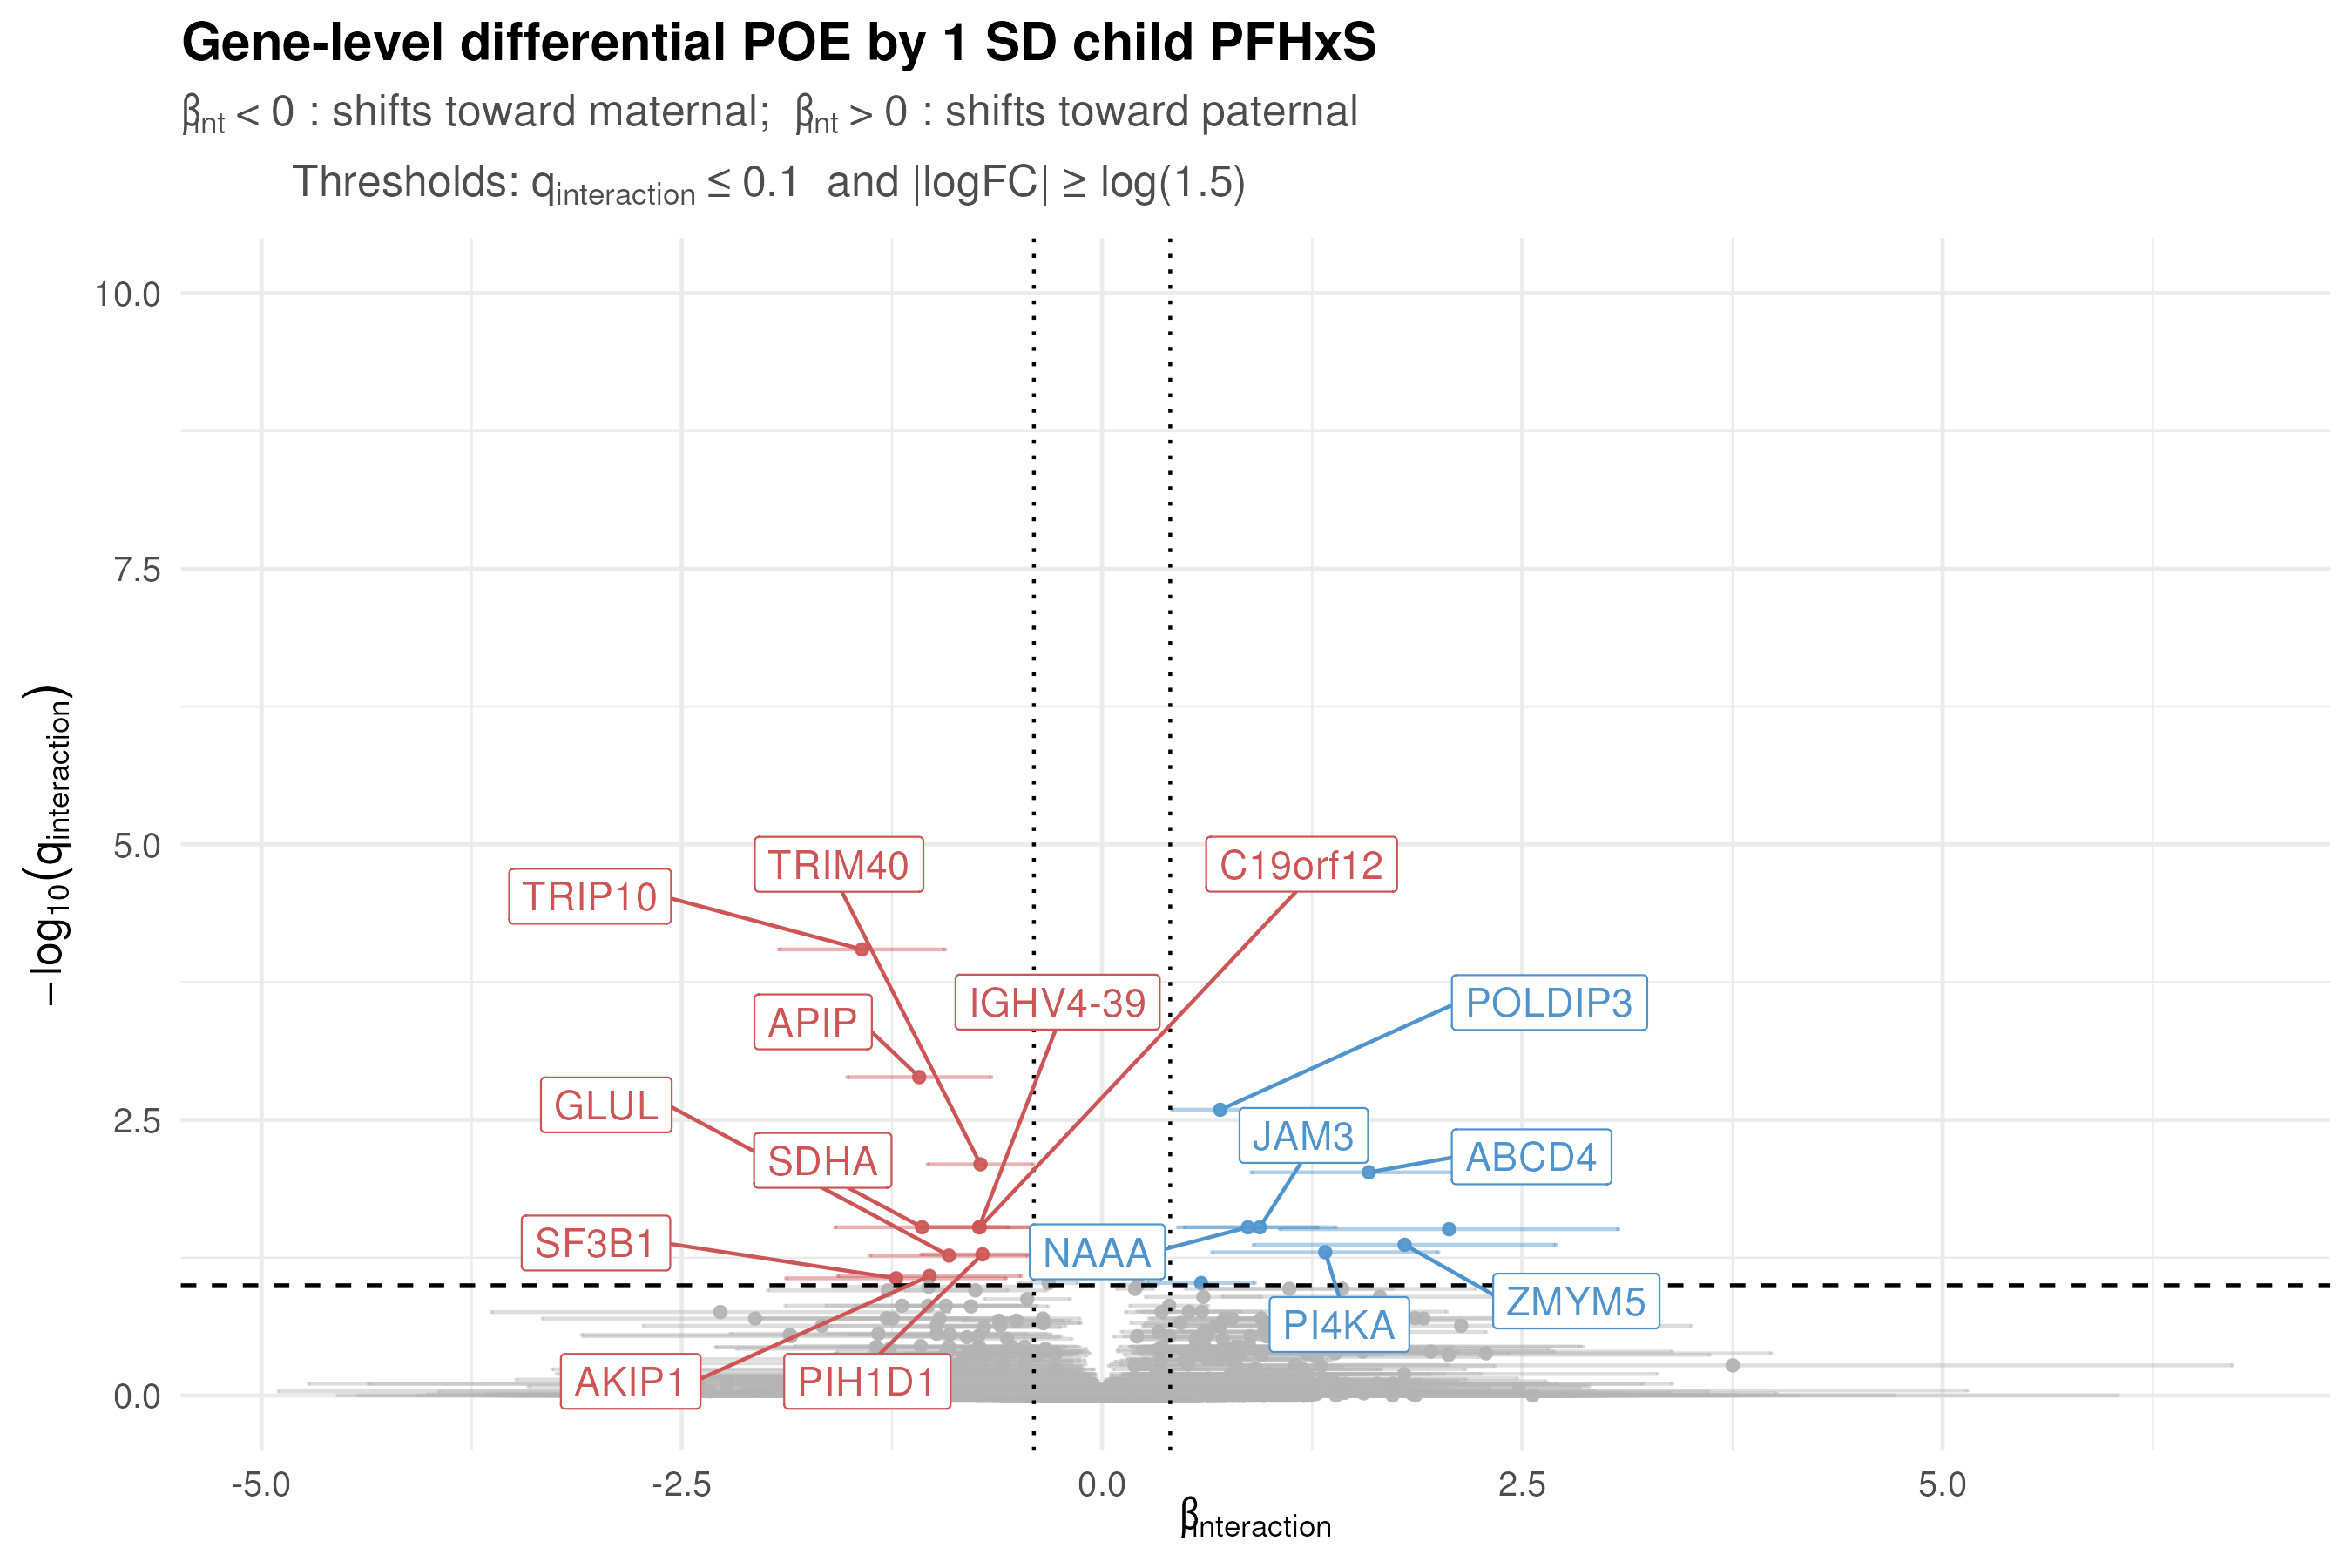 Gene-level differential POE by 1 SD child PFHxS
βint < 0 : shifts toward maternal; βint > 0 : shifts toward paternal
Thresholds: qinteraction ≤ 0.1 and |logFC| ≥ log(1.5)
10.0
7.5
5.0
2.5
0.0
−log10(qinteraction)
TRIM40
C19orf12
TRIP10
IGHV4-39
POLDIP3
APIP
GLUL
JAM3
ABCD4
SDHA
SF3B1
NAAA
ZMYM5
PI4KA
AKIP1
PIH1D1
-5.0
-2.5
0.0
2.5
5.0
βinteraction